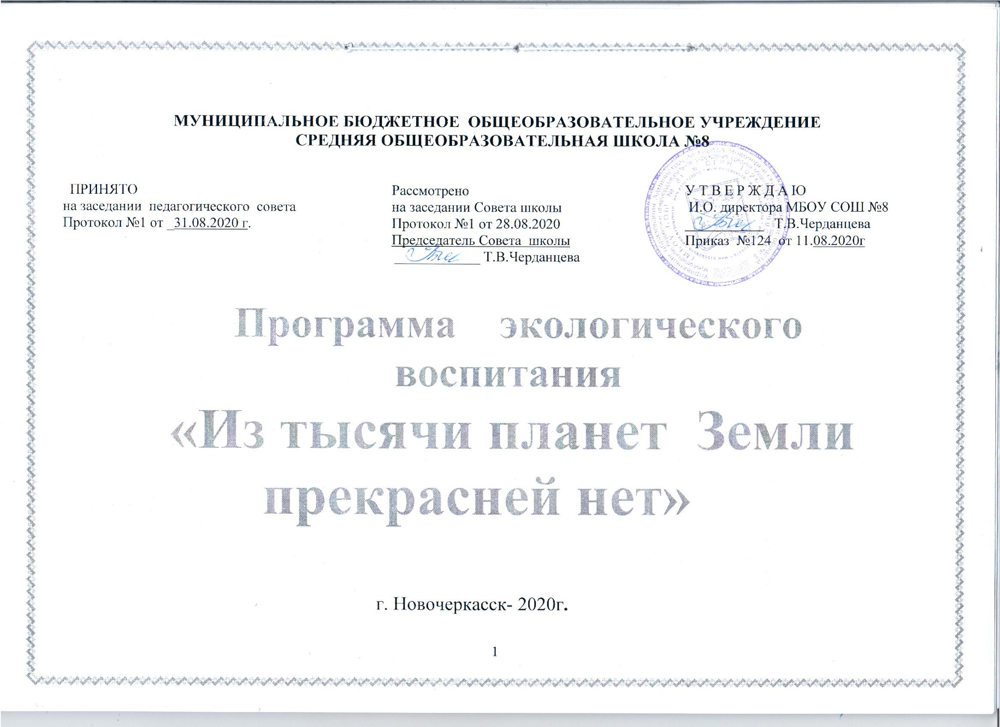 МУНИЦИПАЛЬНОЕ БЮДЖЕТНОЕ ОБЩЕОБРАЗОВАТЕЛЬНОЕ УЧРЕЖДЕНИЕ
СРЕДНЯЯ ОБЩЕОБРАЗОВАТЕЛЬНАЯ ШКОЛА №8
ПРИНЯТО
на заседании педагогического совета
Протокол №1 от _31.08.2020 г.
Рассмотрено
на заседании Совета школы
Протокол №1 от 28.08.2020
Председатель Совета школы
____________ Т.В.Черданцева
У Т В Е Р Ж Д А Ю
И.О. директора МБОУ СОШ №8
___________ Т.В.Черданцева
Приказ №124 от 11.08.2020г
Программа экологического
воспитания
«Из тысячи планет Земли
прекрасней нет»
г. Новочеркасск- 2020г.
1